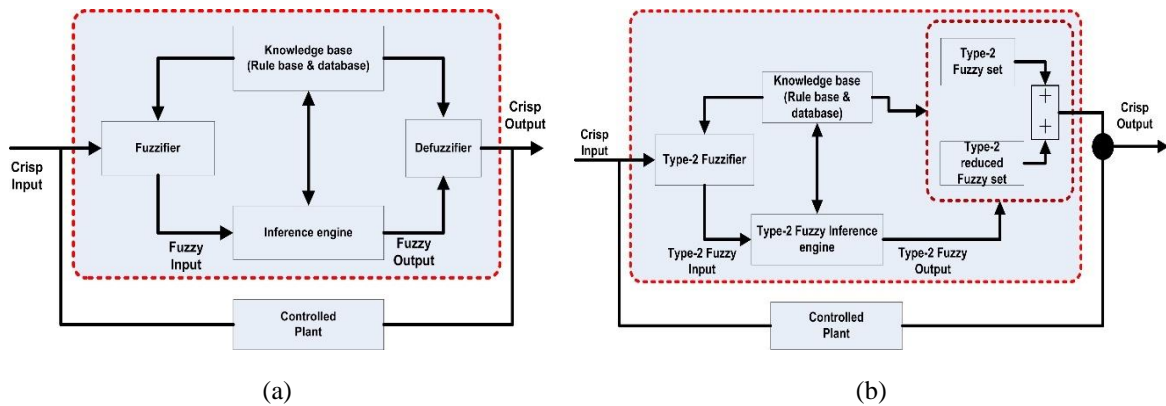 Knowledge base
(Rule base & database)
Crisp
Output
Fuzzifier
Defuzzifier
Crisp
Input
Inference engine
Fuzzy
Input
Fuzzy
Output
Controlled
Plant
(a)
Type-2
Fuzzy set
Knowledge base
(Rule base &
database)
+
+
Crisp
Output
Crisp
Input
Type-2 Fuzzifier
Type-2
reduced
Fuzzy set
Type-2 Fuzzy Inference
engine
Type-2 Fuzzy
Input
Type-2 Fuzzy
Output
Controlled
Plant
(b)